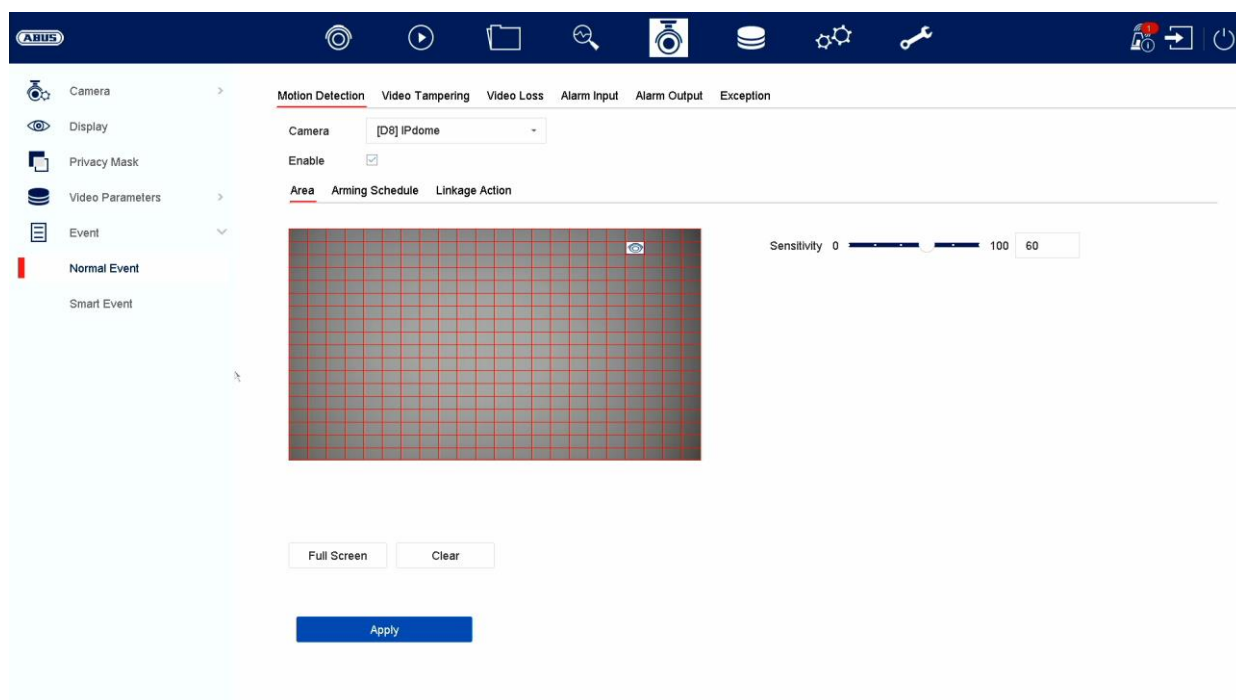 ABUS
1
Camera
Display
Privacy Mask
Video Parameters
Event
Normal Event
Smart Event
Motion Detection Video Tampering Video Loss Alarm Input Alarm Output Exception
Camera [D8] IPdome
Enable
Area Arming Schedule Linkage Action
Sensitivity 0 100 60
Full Screen Clear
Apply